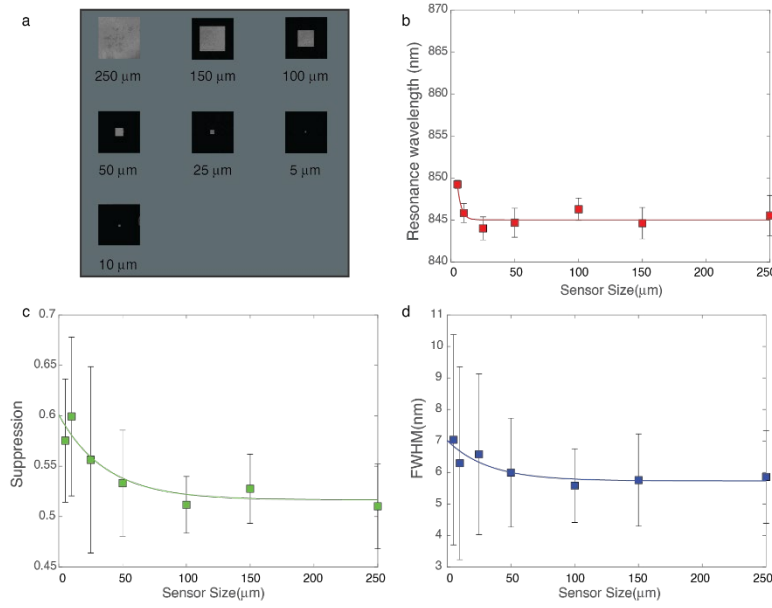 a
250 μm
150 μm
100 μm
50 μm
25 μm
5 μm
10 μm
b
Resonance wavelength (nm)
870
865
860
855
850
845
840
0
50
100
150
200
250
Sensor Size(μm)
c
Suppression
0.7
0.65
0.6
0.55
0.5
0.45
0
50
100
150
200
250
Sensor Size(μm)
d
FWHM(nm)
11
10
9
8
7
6
5
4
3
0
50
100
150
200
250
Sensor Size(μm)